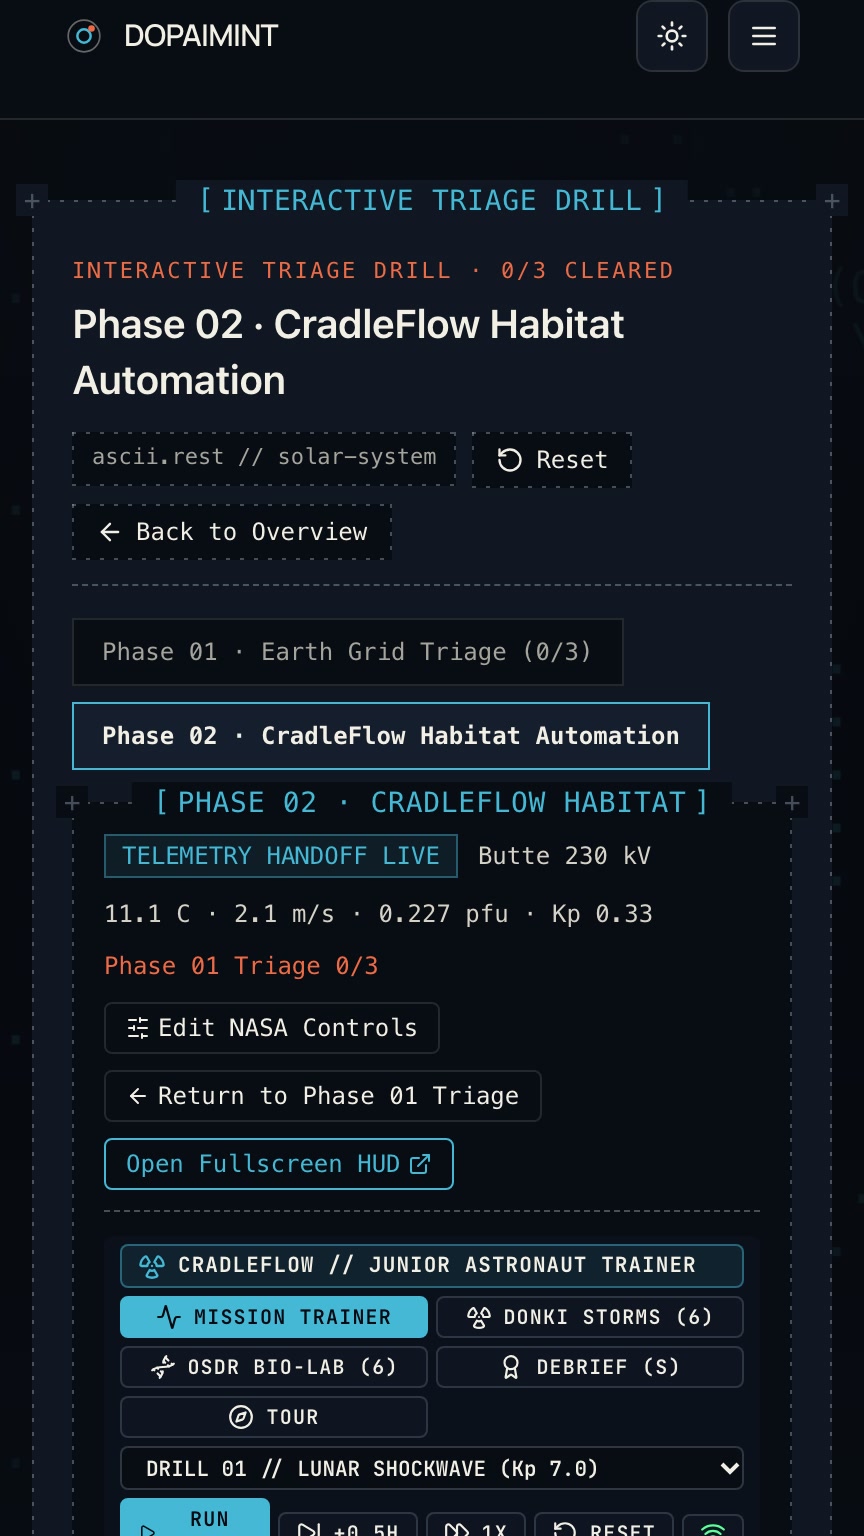 DOPAIMINT
[ INTERACTIVE TRIAGE DRILL ]
INTERACTIVE TRIAGE DRILL · 0/3 CLEARED
Phase 02 · CradleFlow Habitat
Automation
ascii.rest // solar-system
Reset
← Back to Overview
Phase 01 · Earth Grid Triage (0/3)
Phase 02 · CradleFlow Habitat Automation
[ PHASE 02 · CRADLEFLOW HABITAT ]
TELEMETRY HANDOFF LIVE Butte 230 kV
11.1 C · 2.1 m/s · 0.227 pfu · Kp 0.33
Phase 01 Triage 0/3
Edit NASA Controls
← Return to Phase 01 Triage
Open Fullscreen HUD
CRADLEFLOW // JUNIOR ASTRONAUT TRAINER
MISSION TRAINER DONKI STORMS (6)
OSDR BIO-LAB (6) DEBRIEF (S)
TOUR
DRILL 01 // LUNAR SHOCKWAVE (Kp 7.0)
RUN
+0.5H 1X RESET